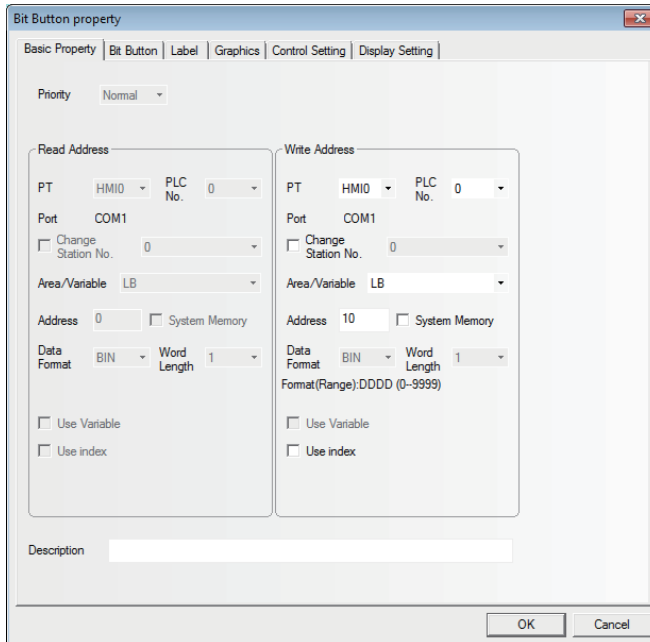 Bit Button property
Basic Property Bit Button Label Graphics Control Setting Display Setting
Priority Normal
Read Address
PT HMI0 PLC No. 0
Port COM1
Change Station No. 0
Area/Variable LB
Address 0 System Memory
Data Format BIN Word Length 1
Use Variable
Use index
Write Address
PT HMI0 PLC No. 0
Port COM1
Change Station No. 0
Area/Variable LB
Address 10 System Memory
Data Format BIN Word Length 1
Format(Range):DDDD (0--9999)
Use Variable
Use index
Description
OK Cancel